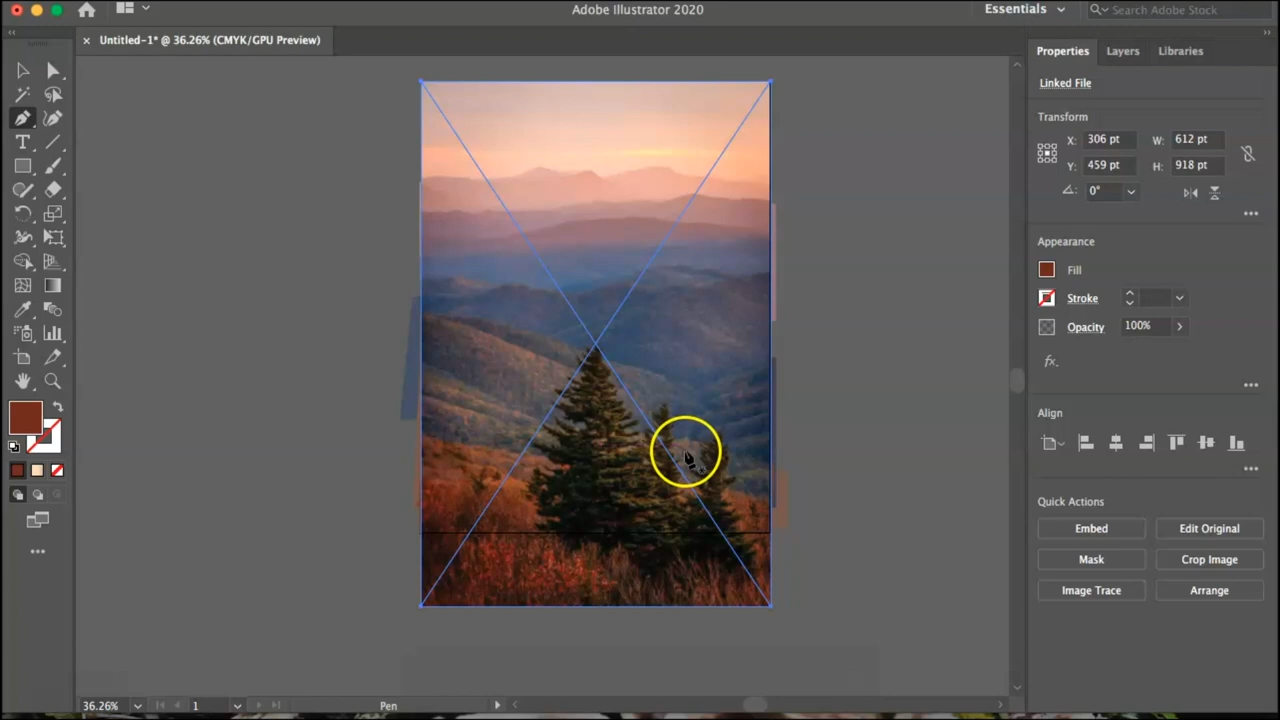 Adobe Illustrator 2020
Essentials
Search Adobe Stock
× Untitled-1* @ 36.26% (CMYK/GPU Preview)
Properties Layers Libraries
Linked File
Transform
X: 306 pt W: 612 pt
Y: 459 pt H: 918 pt
0°
Appearance
Fill
Stroke
Opacity 100%
fx.
Align
Quick Actions
Embed Edit Original
Mask Crop Image
Image Trace Arrange
36.26% 1 Pen